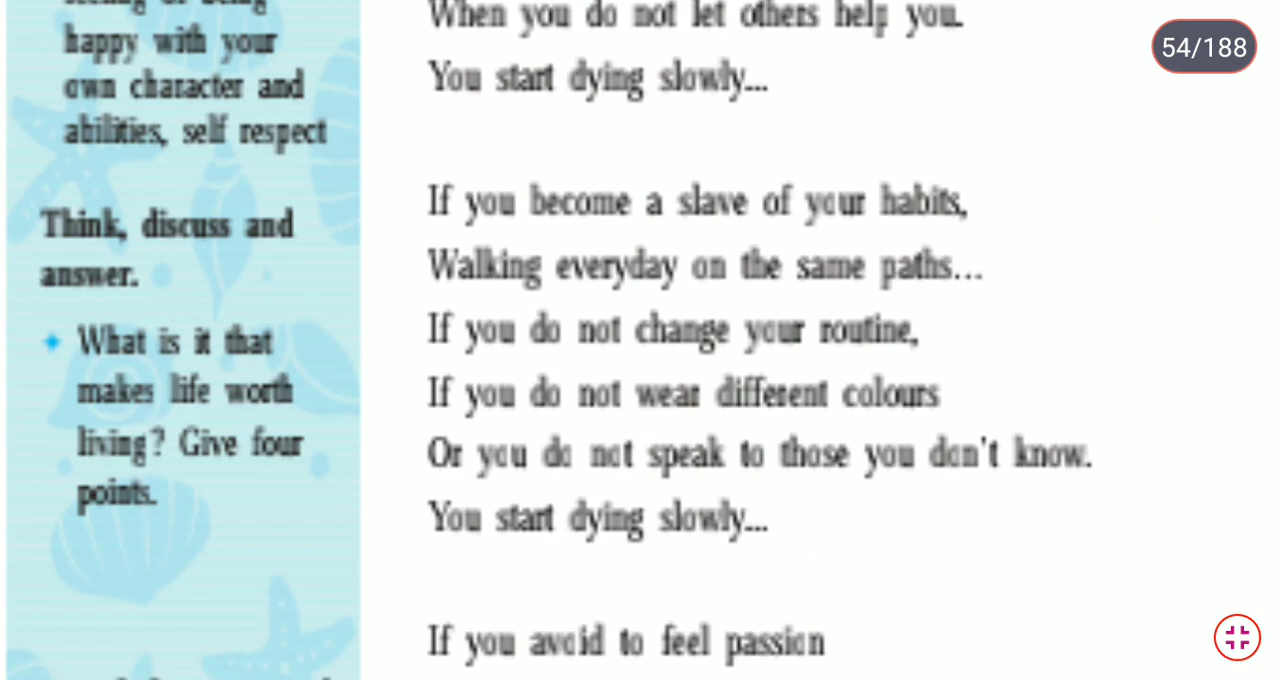 happy with your
own character and
abilities, self respect
Think, discuss and
answer.
What is it that
makes life worth
living? Give four
points.
When you do not let others help you.
You start dying slowly...
If you become a slave of your habits,
Walking everyday on the same paths...
If you do not change your routine,
If you do not wear different colours
Or you do not speak to those you don't know.
You start dying slowly...
If you avoid to feel passion
54/188